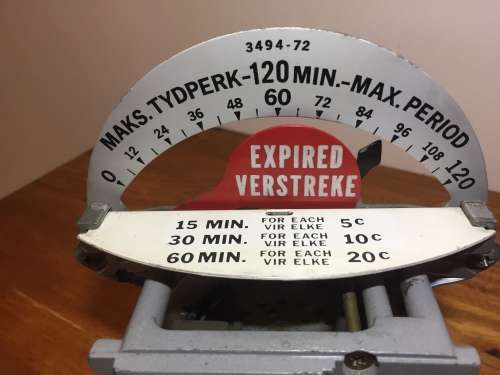 3494-72
MAKS. TYDPERK-120 MIN.-MAX. PERIOD
0 12 24 36 48 60 72 84 96 108 120
EXPIRED
VERSTREKE
15 MIN. FOR EACH VIR ELKE 5c
30 MIN. FOR EACH VIR ELKE 10c
60 MIN. FOR EACH VIR ELKE 20c